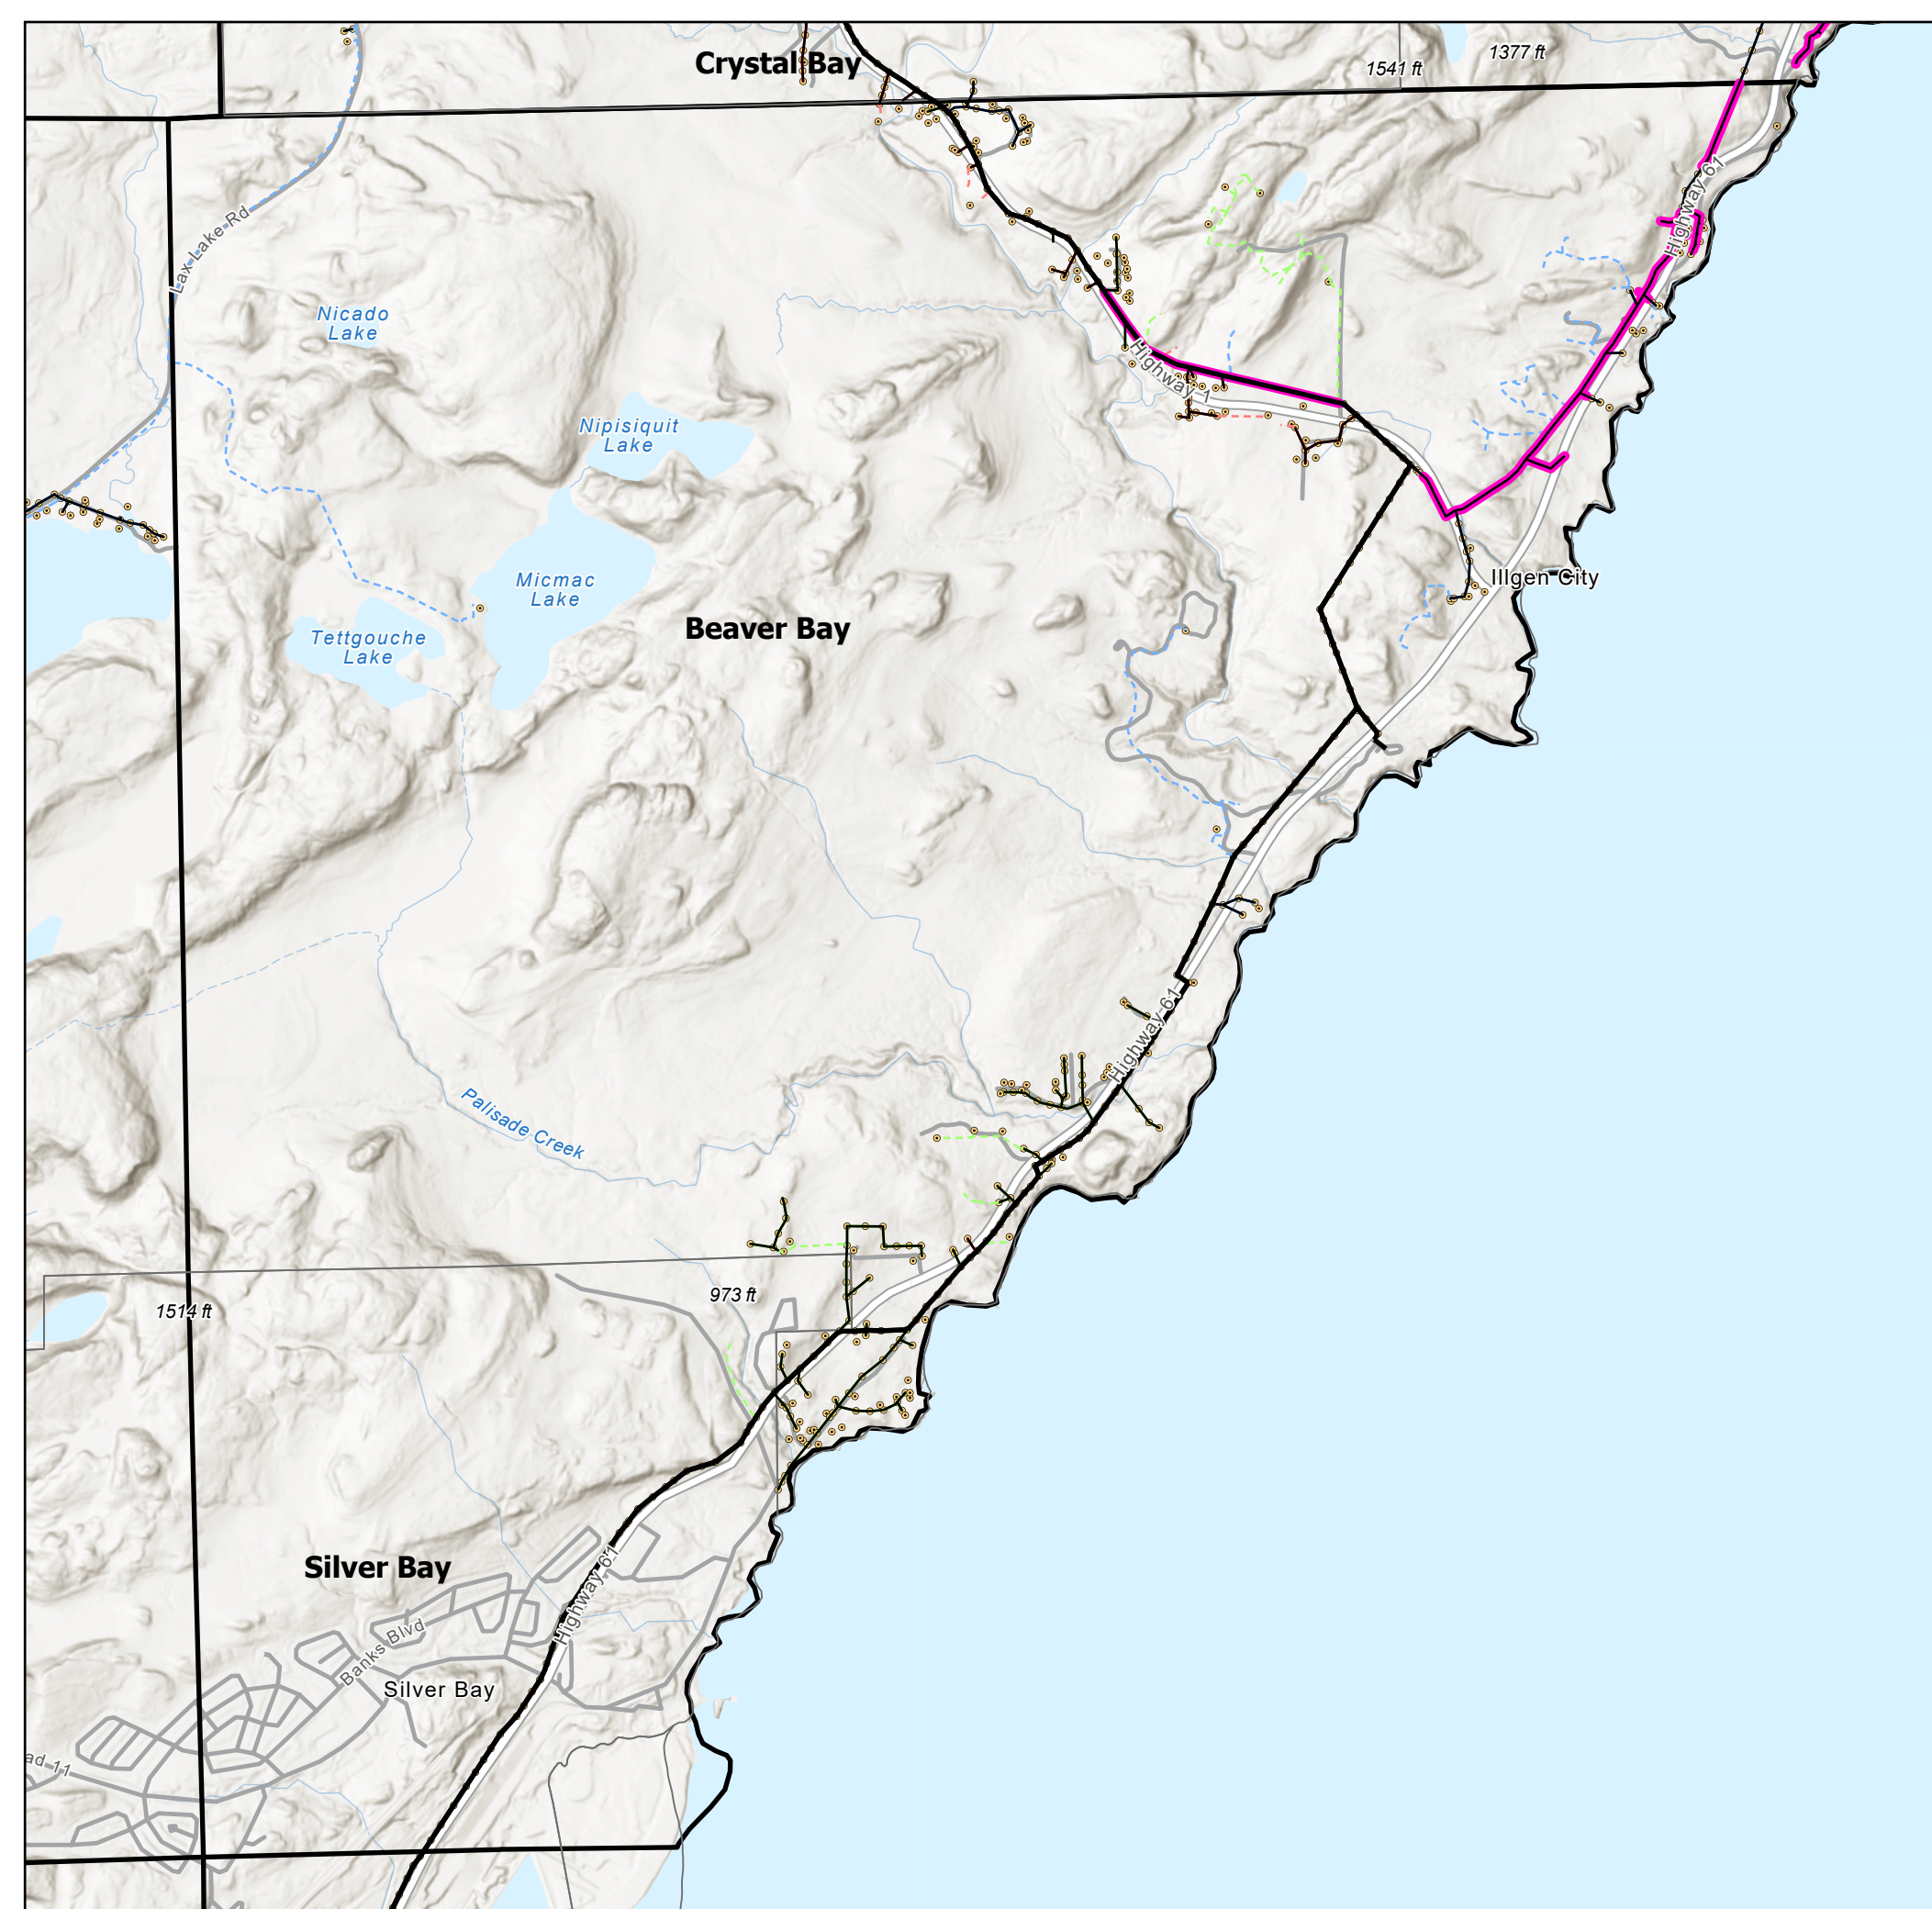 Crystal Bay
1541 ft
1377 ft
Highway 61
Lax Lake Rd
Nicado
Lake
Highway 1
Nipisiquit
Lake
Micmac
Lake
Illgen City
Tettgouche
Lake
Beaver Bay
Highway 61
Palisade Creek
973 ft
1514 ft
Silver Bay
Highway 61
Banks Blvd
Silver Bay
ad 11